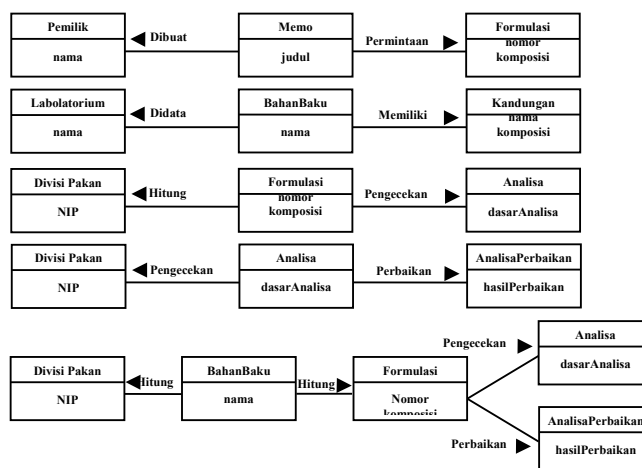 Pemilik
nama
Dibuat
Memo
judul
Permintaan
Formulasi
nomor
komposisi
Labolatorium
nama
Didata
BahanBaku
nama
Memiliki
Kandungan
nama
komposisi
Divisi Pakan
NIP
Hitung
Formulasi
nomor
komposisi
Pengecekan
Analisa
dasarAnalisa
Divisi Pakan
NIP
Pengecekan
Analisa
dasarAnalisa
Perbaikan
AnalisaPerbaikan
hasilPerbaikan
Divisi Pakan
NIP
Hitung
BahanBaku
nama
Hitung
Formulasi
Nomor
komposisi
Pengecekan
Analisa
dasarAnalisa
Perbaikan
AnalisaPerbaikan
hasilPerbaikan